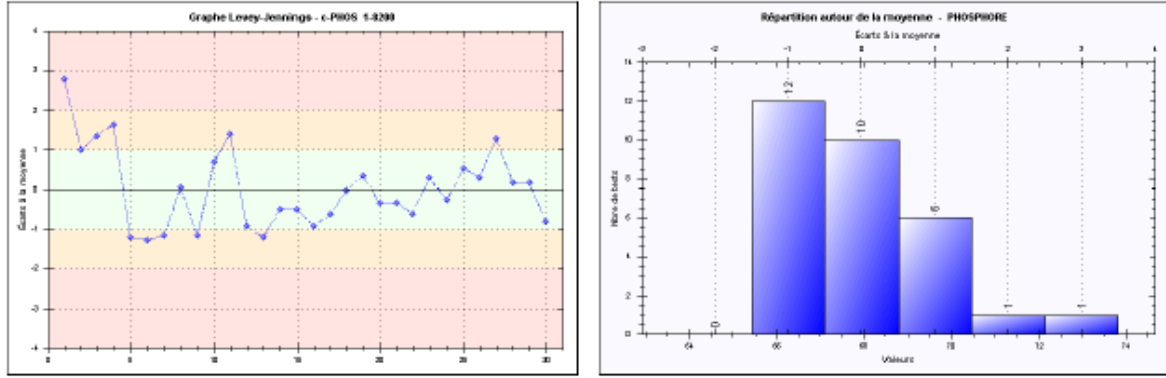 Graphe Levey-Jennings - c-PHOS 1-8200
Écarts à la moyenne
4
3
2
1
0
-1
-2
-3
-4
0 5 10 15 20 25 30
Répartition autour de la moyenne - PHOSPHORE
Écarts à la moyenne
-3 -2 -1 0 1 2 3 4
Nbre de tests
14
12
10
8
6
4
2
0
0 12 10 6 1 1
64 66 68 70 72 74
Valeurs